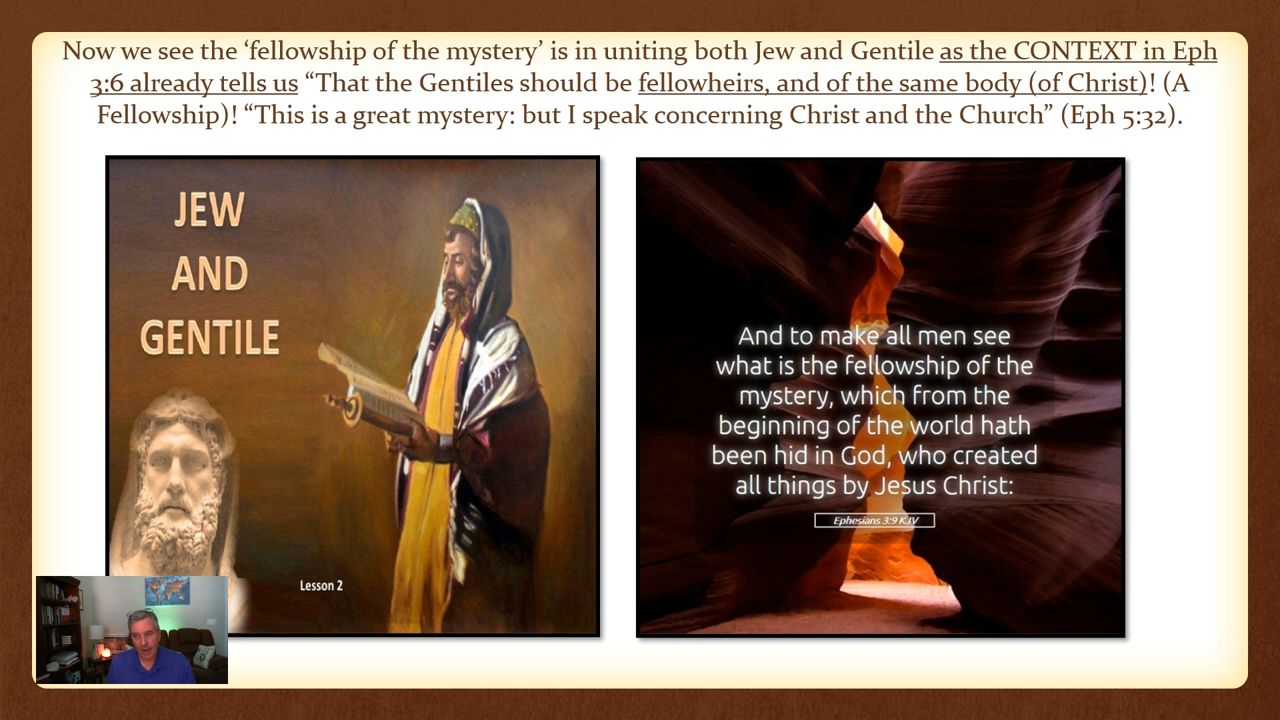 Now we see the ‘fellowship of the mystery’ is in uniting both Jew and Gentile as the CONTEXT in Eph
3:6 already tells us “That the Gentiles should be fellowheirs, and of the same body (of Christ)! (A
Fellowship)! “This is a great mystery: but I speak concerning Christ and the Church” (Eph 5:32).
JEW
AND
GENTILE
Lesson 2
And to make all men see
what is the fellowship of the
mystery, which from the
beginning of the world hath
been hid in God, who created
all things by Jesus Christ:
Ephesians 3:9 KJV